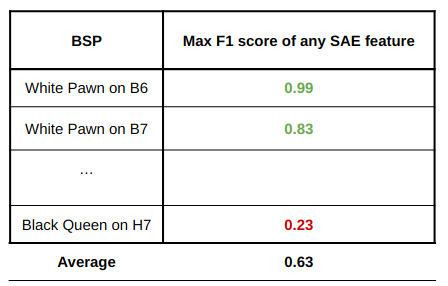 BSP Max F1 score of any SAE feature
White Pawn on B6 0.99
White Pawn on B7 0.83
...
Black Queen on H7 0.23
Average 0.63